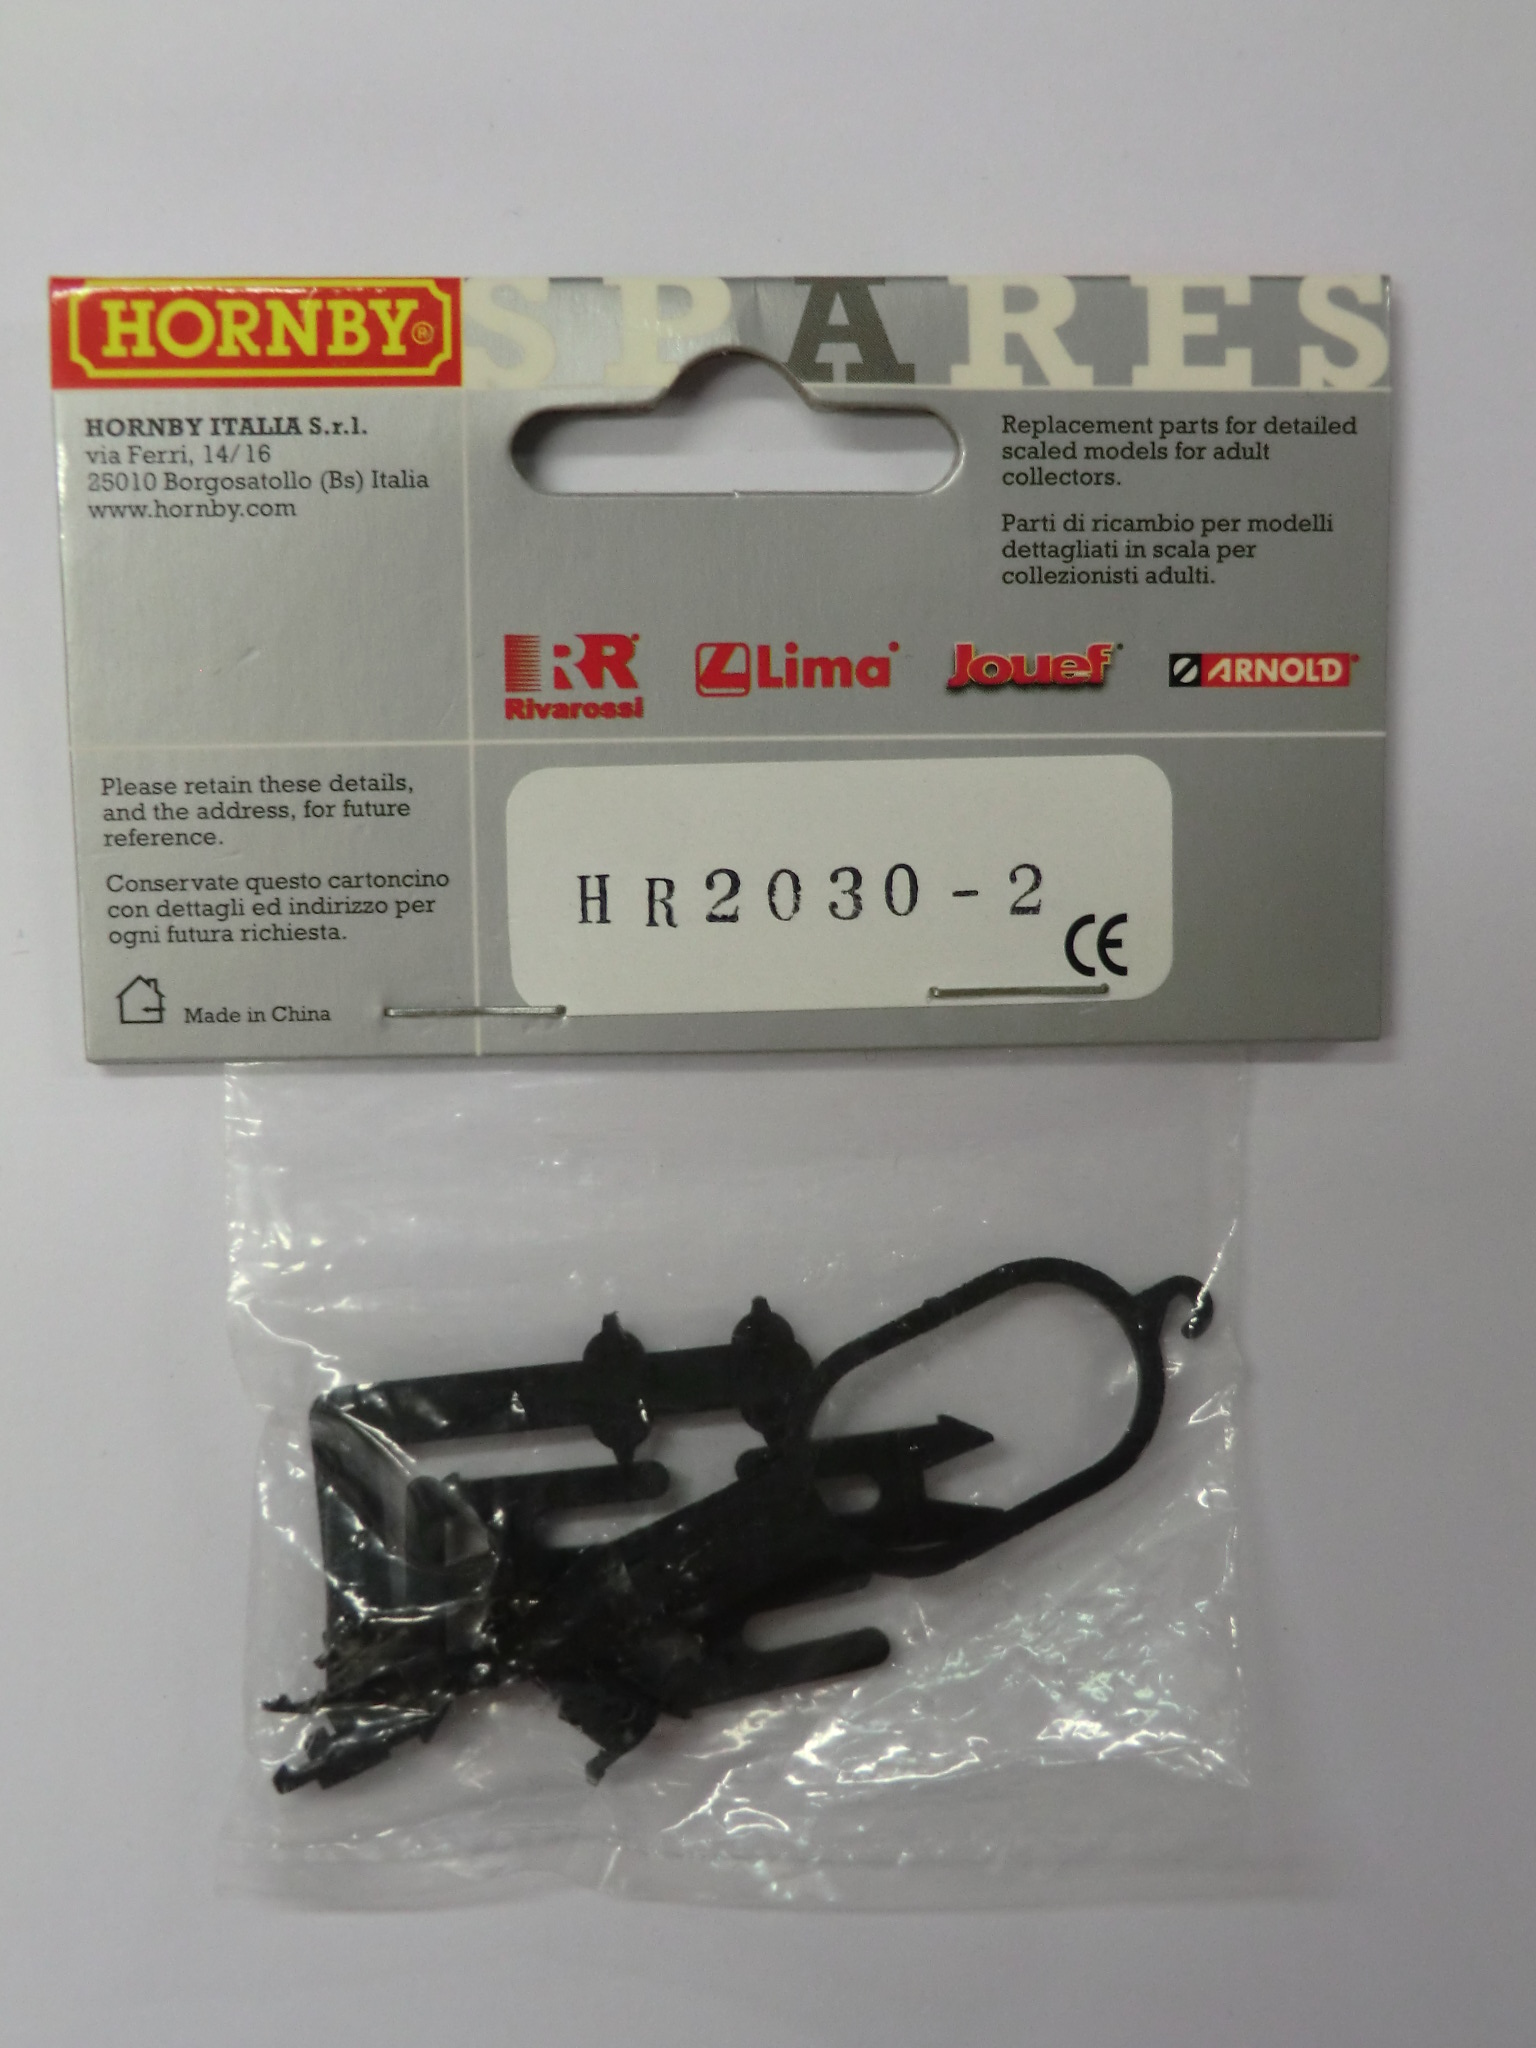 HORNBY®
SPARES
HORNBY ITALIA S.r.l.
via Ferri, 14/16
25010 Borgosatollo (Bs) Italia
www.hornby.com
Replacement parts for detailed
scaled models for adult
collectors.
Parti di ricambio per modelli
dettagliati in scala per
collezionisti adulti.
RR
Rivarossi
Lima
Jouef
ARNOLD
Please retain these details,
and the address, for future
reference.
Conservate questo cartoncino
con dettagli ed indirizzo per
ogni futura richiesta.
Made in China
HR2030-2
CE